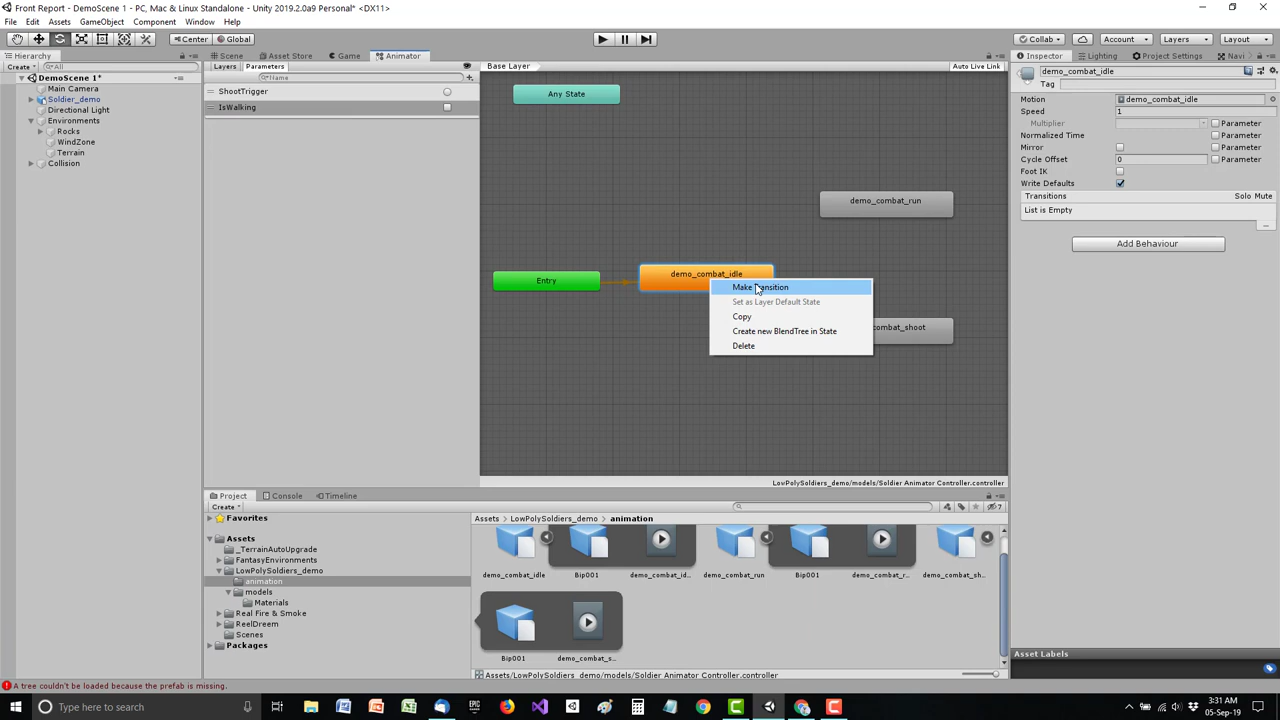 Front Report - DemoScene 1 - PC, Mac & Linux Standalone - Unity 2019.2.0a9 Personal* <DX11>
File Edit Assets GameObject Component Window Help
Center Global Collab Account Layers Layout
Hierarchy Scene Asset Store Game Animator Inspector Lighting Project Settings Navi
Create All Layers Parameters Name Base Layer Auto Live Link
DemoScene 1*
Main Camera
Soldier_demo
Directional Light
Environments
Rocks
WindZone
Terrain
Collision
ShootTrigger
IsWalking
Any State
demo_combat_run
Entry
demo_combat_idle
combat_shoot
Make Transition
Set as Layer Default State
Copy
Create new BlendTree in State
Delete
LowPolySoldiers_demo/models/Soldier Animator Controller.controller
demo_combat_idle
Tag
Motion demo_combat_idle
Speed 1
Multiplier Parameter
Normalized Time Parameter
Mirror Parameter
Cycle Offset 0 Parameter
Foot IK
Write Defaults
Transitions Solo Mute
List is Empty
Add Behaviour
Project Console Timeline
Create 7
Favorites
Assets
_TerrainAutoUpgrade
FantasyEnvironments
LowPolySoldiers_demo
animation
models
Materials
Real Fire & Smoke
ReelDreem
Scenes
Packages
Assets LowPolySoldiers_demo animation
demo_combat_idle Bip001 demo_combat_id... demo_combat_run Bip001 demo_combat_r... demo_combat_sh...
Bip001 demo_combat_s...
Assets/LowPolySoldiers_demo/models/Soldier Animator Controller.controller
Asset Labels
A tree couldn't be loaded because the prefab is missing.
Type here to search
3:31 AM
05-Sep-19